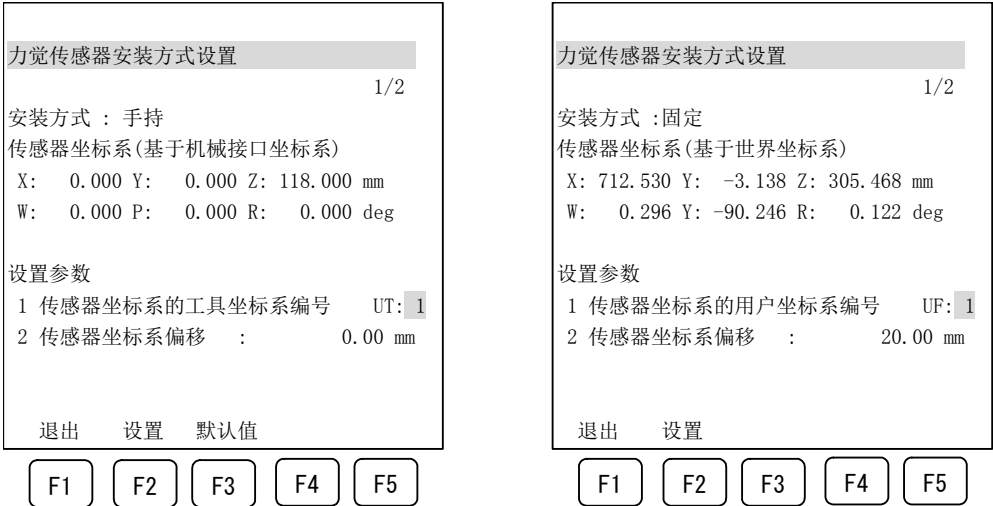 力觉传感器安装方式设置
1/2
安装方式 : 手持
传感器坐标系(基于机械接口坐标系)
X: 0.000 Y: 0.000 Z: 118.000 mm
W: 0.000 P: 0.000 R: 0.000 deg
设置参数
1 传感器坐标系的工具坐标系编号 UT: 1
2 传感器坐标系偏移 : 0.00 mm
退出 设置 默认值
F1 F2 F3 F4 F5
力觉传感器安装方式设置
1/2
安装方式 :固定
传感器坐标系(基于世界坐标系)
X: 712.530 Y: -3.138 Z: 305.468 mm
W: 0.296 Y: -90.246 R: 0.122 deg
设置参数
1 传感器坐标系的用户坐标系编号 UF: 1
2 传感器坐标系偏移 : 20.00 mm
退出 设置
F1 F2 F3 F4 F5